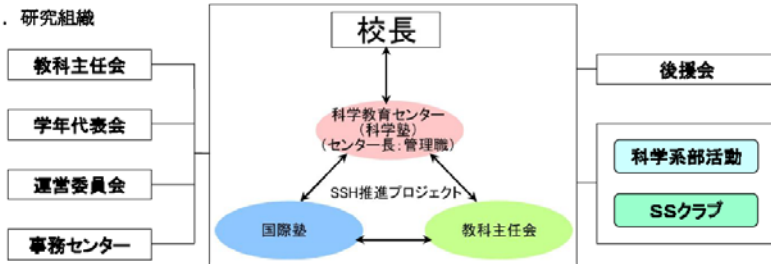 . 研究組織
校長
教科主任会
学年代表会
運営委員会
事務センター
科学教育センター
(科学塾)
(センター長:管理職)
SSH推進プロジェクト
国際塾
教科主任会
後援会
科学系部活動
SSクラブ